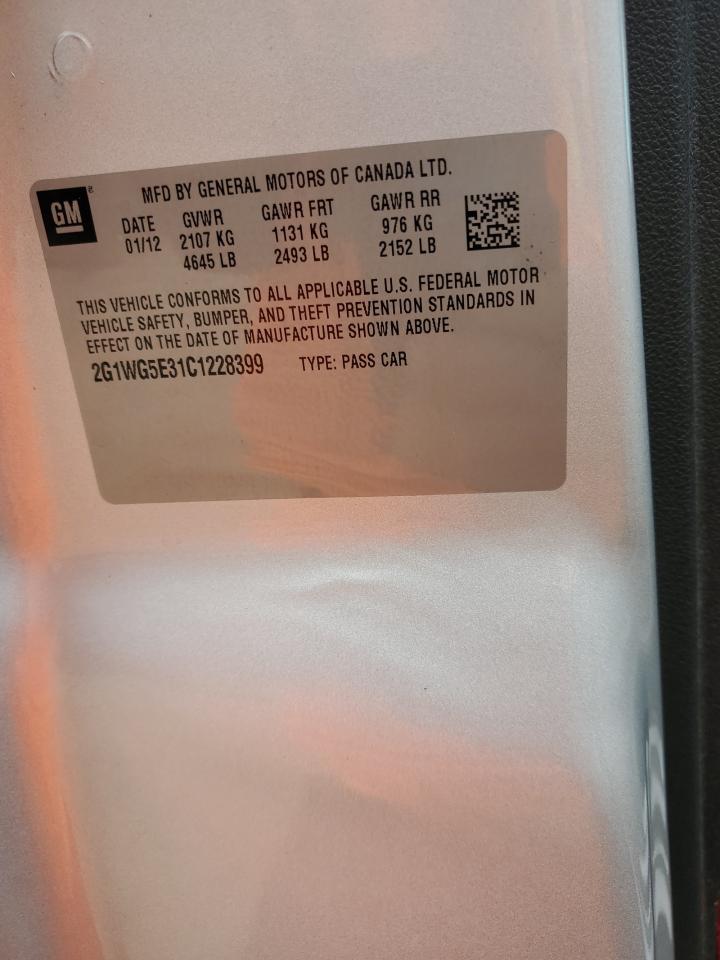 GM
MFD BY GENERAL MOTORS OF CANADA LTD.
DATE GVWR GAWR FRT GAWR RR
01/12 2107 KG 1131 KG 976 KG
4645 LB 2493 LB 2152 LB
THIS VEHICLE CONFORMS TO ALL APPLICABLE U.S. FEDERAL MOTOR
VEHICLE SAFETY, BUMPER, AND THEFT PREVENTION STANDARDS IN
EFFECT ON THE DATE OF MANUFACTURE SHOWN ABOVE.
2G1WG5E31C1228399 TYPE: PASS CAR